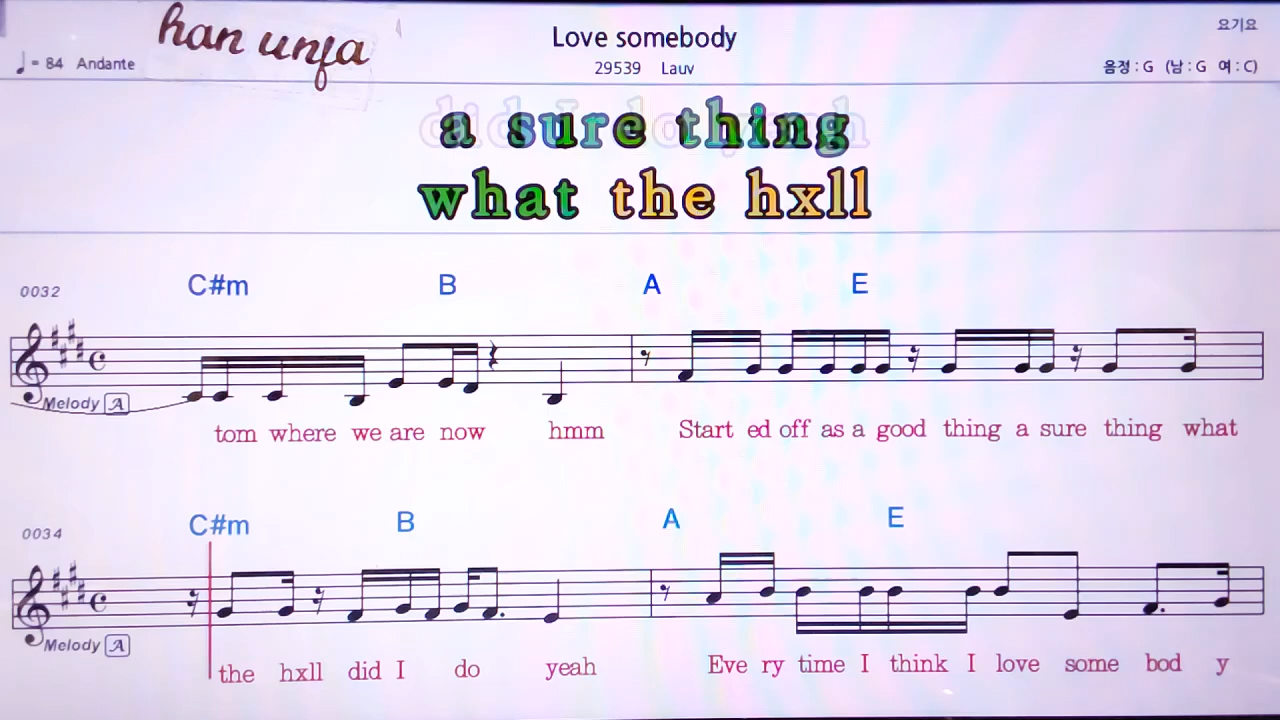 han unja
Love somebody
요기요
♩= 84 Andante
29539 Lauv
음정 : G (남 : G 여 : C)
a sure thing
what the hxll
0032
C#m B A E
Melody A
tom where we are now hmm Start ed off as a good thing a sure thing what
0034
C#m B A E
Melody A
the hxll did I do yeah Eve ry time I think I love some bod y